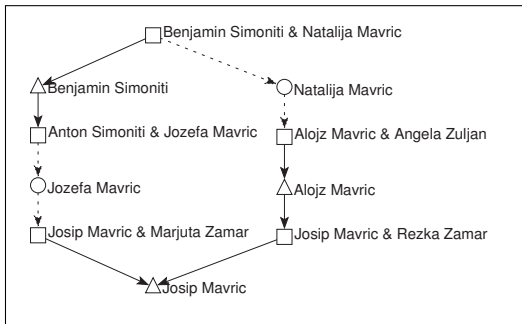 Benjamin Simoniti & Natalija Mavric
Benjamin Simoniti
Natalija Mavric
Anton Simoniti & Jozefa Mavric
Alojz Mavric & Angela Zuljan
Jozefa Mavric
Alojz Mavric
Josip Mavric & Marjuta Zamar
Josip Mavric & Rezka Zamar
Josip Mavric